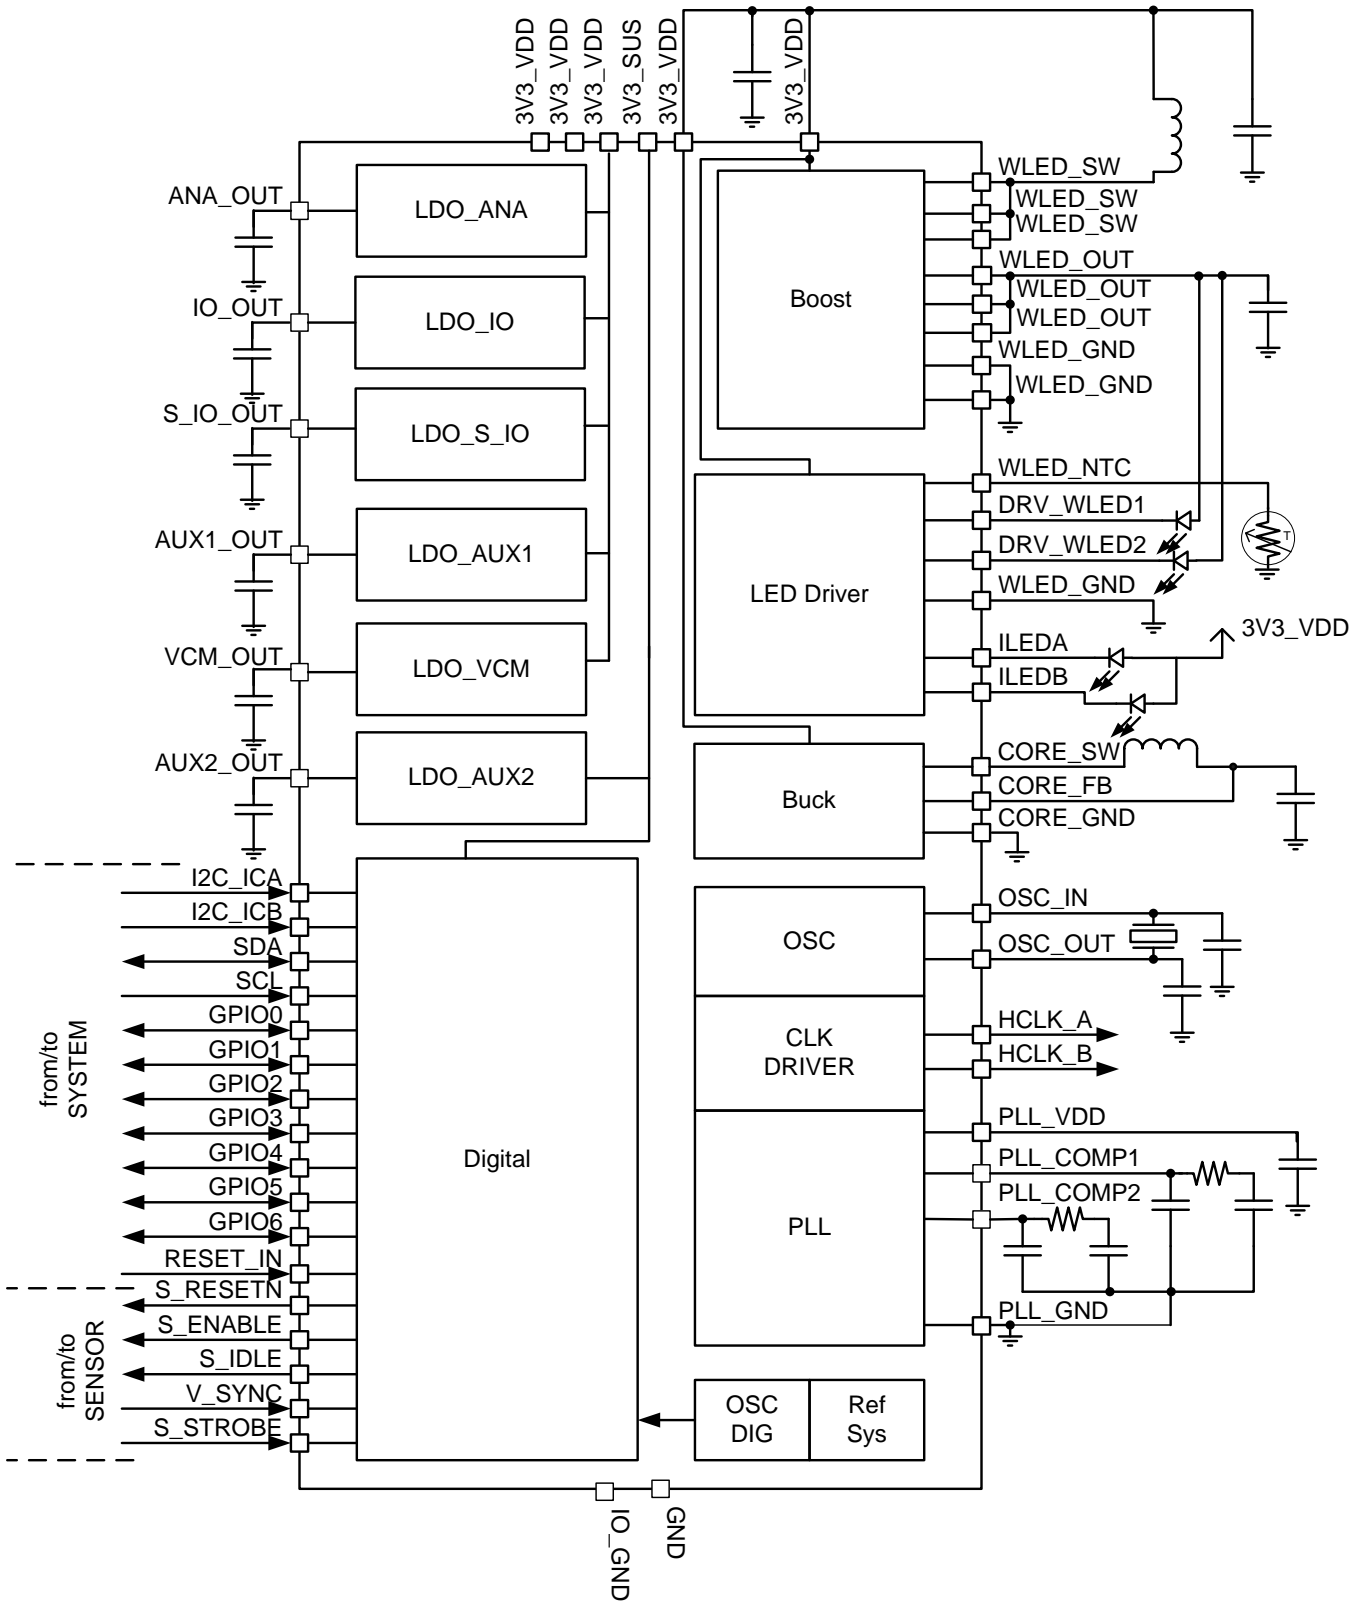 3V3_VDD
3V3_VDD
3V3_VDD
3V3_SUS
3V3_VDD
3V3_VDD
ANA_OUT
IO_OUT
S_IO_OUT
AUX1_OUT
VCM_OUT
AUX2_OUT
LDO_ANA
LDO_IO
LDO_S_IO
LDO_AUX1
LDO_VCM
LDO_AUX2
Boost
WLED_SW
WLED_SW
WLED_SW
WLED_OUT
WLED_OUT
WLED_OUT
WLED_GND
WLED_GND
LED Driver
WLED_NTC
DRV_WLED1
DRV_WLED2
WLED_GND
ILEDA
ILEDB
T
3V3_VDD
Buck
CORE_SW
CORE_FB
CORE_GND
from/to
SYSTEM
I2C_ICA
I2C_ICB
SDA
SCL
GPIO0
GPIO1
GPIO2
GPIO3
GPIO4
GPIO5
GPIO6
RESET_IN
from/to
SENSOR
S_RESETN
S_ENABLE
S_IDLE
V_SYNC
S_STROBE
Digital
OSC
OSC_IN
OSC_OUT
CLK
DRIVER
HCLK_A
HCLK_B
PLL
PLL_VDD
PLL_COMP1
PLL_COMP2
PLL_GND
OSC
DIG
Ref
Sys
IO_GND
GND